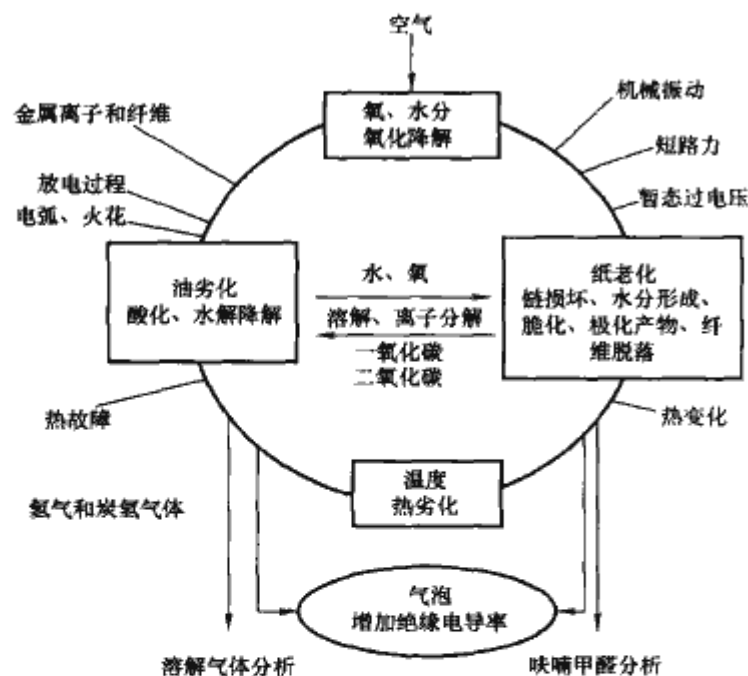 空气
氧、水分
氧化降解
金属离子和纤维
机械振动
短路力
放电过程
暂态过电压
电弧、火花
油劣化
酸化、水解降解
水、氧
溶解、离子分解
一氧化碳
二氧化碳
纸老化
链损坏、水分形成、
脆化、极化产物、纤
维脱落
热故障
热变化
温度
热劣化
氢气和炭氢气体
气泡
增加绝缘电导率
溶解气体分析
呋喃甲醛分析